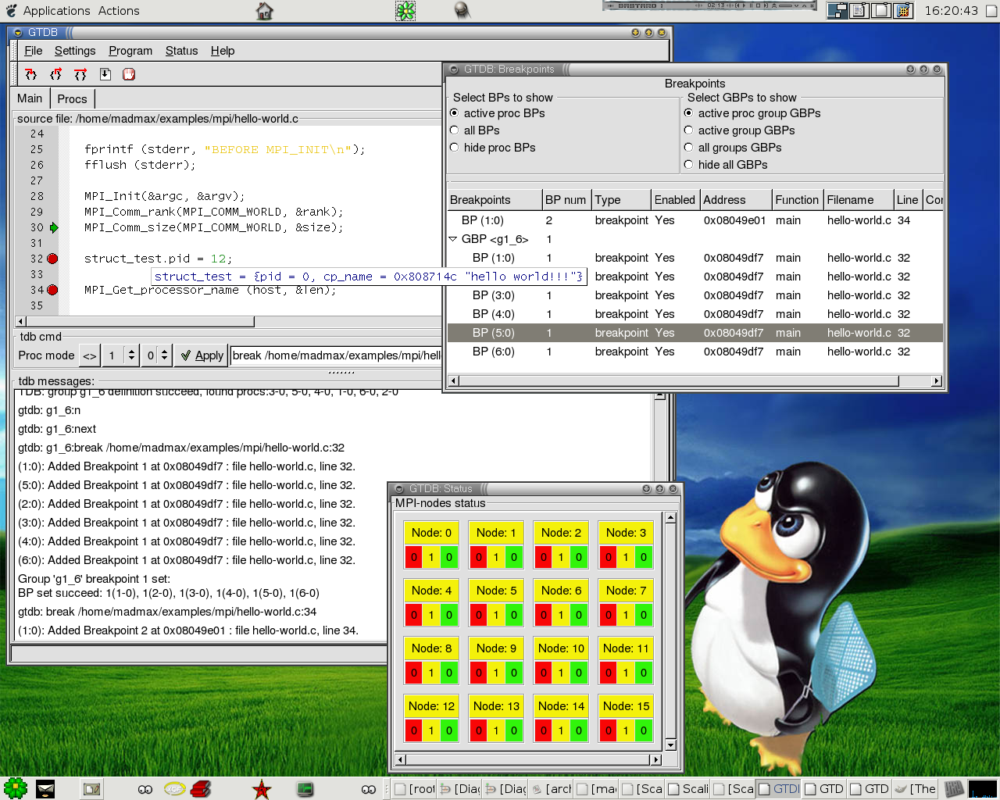 Applications Actions
BASTARD 02:13
16:20:43
GTDB
File Settings Program Status Help
Main Procs
source file: /home/madmax/examples/mpi/hello-world.c
24
25 fprintf (stderr, "BEFORE MPI_INIT\n");
26 fflush (stderr);
27
28 MPI_Init(&argc, &argv);
29 MPI_Comm_rank(MPI_COMM_WORLD, &rank);
30 MPI_Comm_size(MPI_COMM_WORLD, &size);
31
32 struct_test.pid = 12;
33
struct_test = {pid = 0, cp_name = 0x808714c "hello world!!!"}
34 MPI_Get_processor_name (host, &len);
35
tdb cmd
Proc mode <> 1 0 Apply break /home/madmax/examples/mpi/hell
tdb messages:
TDB: group g1_6 definition succeed, found procs:3-0, 5-0, 4-0, 1-0, 6-0, 2-0
gtdb: g1_6:n
gtdb: g1_6:next
gtdb: g1_6:break /home/madmax/examples/mpi/hello-world.c:32
(1:0): Added Breakpoint 1 at 0x08049df7 : file hello-world.c, line 32.
(5:0): Added Breakpoint 1 at 0x08049df7 : file hello-world.c, line 32.
(2:0): Added Breakpoint 1 at 0x08049df7 : file hello-world.c, line 32.
(3:0): Added Breakpoint 1 at 0x08049df7 : file hello-world.c, line 32.
(4:0): Added Breakpoint 1 at 0x08049df7 : file hello-world.c, line 32.
(6:0): Added Breakpoint 1 at 0x08049df7 : file hello-world.c, line 32.
Group 'g1_6' breakpoint 1 set:
BP set succeed: 1(1-0), 1(2-0), 1(3-0), 1(4-0), 1(5-0), 1(6-0)
gtdb: break /home/madmax/examples/mpi/hello-world.c:34
(1:0): Added Breakpoint 2 at 0x08049e01 : file hello-world.c, line 34.
GTDB: Breakpoints
Breakpoints
Select BPs to show
active proc BPs
all BPs
hide proc BPs
Select GBPs to show
active proc group GBPs
active group GBPs
all groups GBPs
hide all GBPs
Breakpoints BP num Type Enabled Address Function Filename Line Cor
BP (1:0) 2 breakpoint Yes 0x08049e01 main hello-world.c 34
GBP <g1_6> 1
BP (1:0) 1 breakpoint Yes 0x08049df7 main hello-world.c 32
breakpoint Yes 0x08049df7 main hello-world.c 32
BP (3:0) 1 breakpoint Yes 0x08049df7 main hello-world.c 32
BP (4:0) 1 breakpoint Yes 0x08049df7 main hello-world.c 32
BP (5:0) 1 breakpoint Yes 0x08049df7 main hello-world.c 32
BP (6:0) 1 breakpoint Yes 0x08049df7 main hello-world.c 32
GTDB: Status
MPI-nodes status
Node: 0 Node: 1 Node: 2 Node: 3
0 1 0 0 1 0 0 1 0 0 1 0
Node: 4 Node: 5 Node: 6 Node: 7
0 1 0 0 1 0 0 1 0 0 1 0
Node: 8 Node: 9 Node: 10 Node: 11
0 1 0 0 1 0 0 1 0 0 1 0
Node: 12 Node: 13 Node: 14 Node: 15
0 1 0 0 1 0 0 1 0 0 1 0
[root [Diag [Diag [arch [mac [Sca Scali [Sca GTDB GTD GTD [The